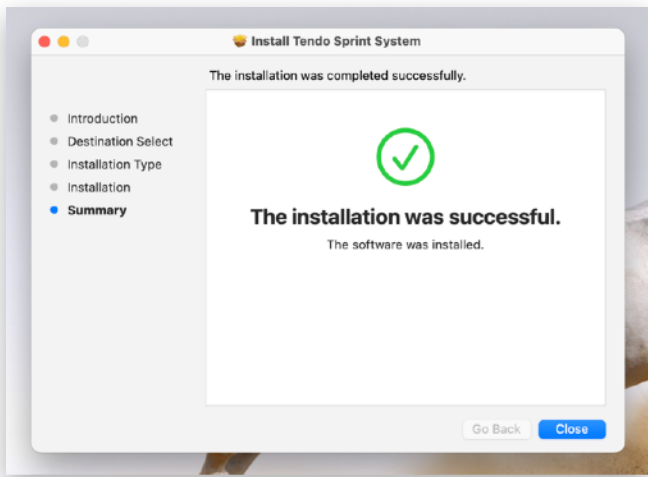 Install Tendo Sprint System
The installation was completed successfully.
Introduction
Destination Select
Installation Type
Installation
Summary
The installation was successful.
The software was installed.
Go Back
Close